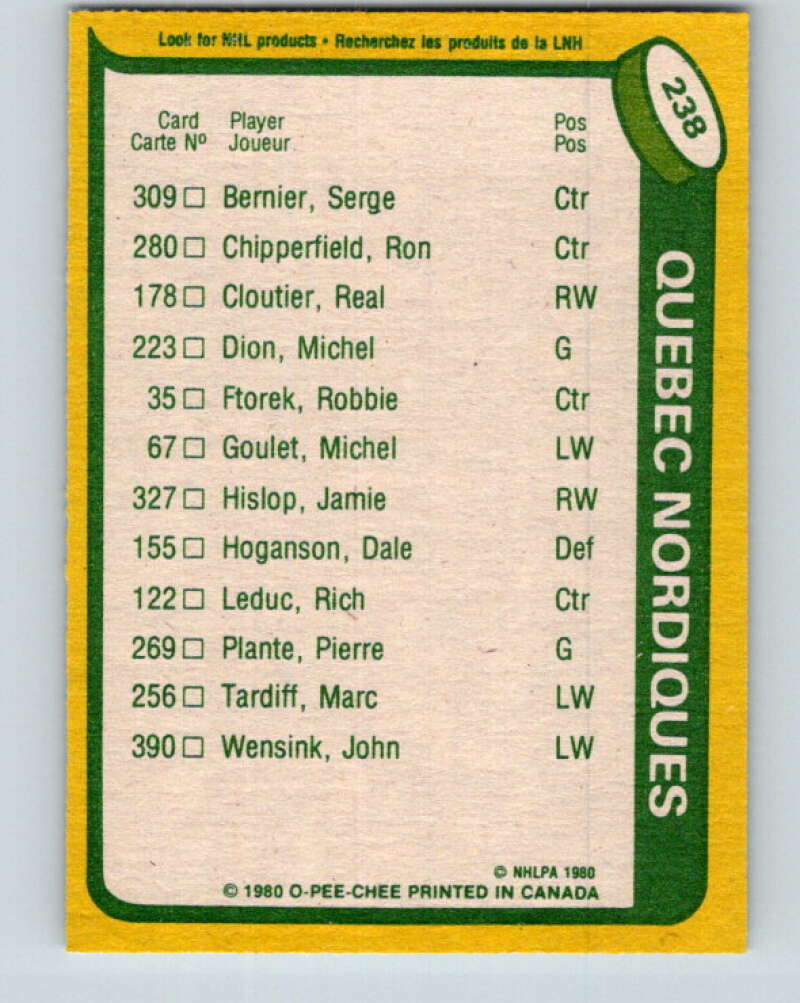 Look for NHL products • Recherchez les produits de la LNH
238
Card Player Pos
Carte Nº Joueur Pos
309 □ Bernier, Serge Ctr
280 □ Chipperfield, Ron Ctr
178 □ Cloutier, Real RW
223 □ Dion, Michel G
35 □ Ftorek, Robbie Ctr
67 □ Goulet, Michel LW
327 □ Hislop, Jamie RW
155 □ Hoganson, Dale Def
122 □ Leduc, Rich Ctr
269 □ Plante, Pierre G
256 □ Tardiff, Marc LW
390 □ Wensink, John LW
QUEBEC NORDIQUES
© NHLPA 1980
© 1980 O-PEE-CHEE PRINTED IN CANADA